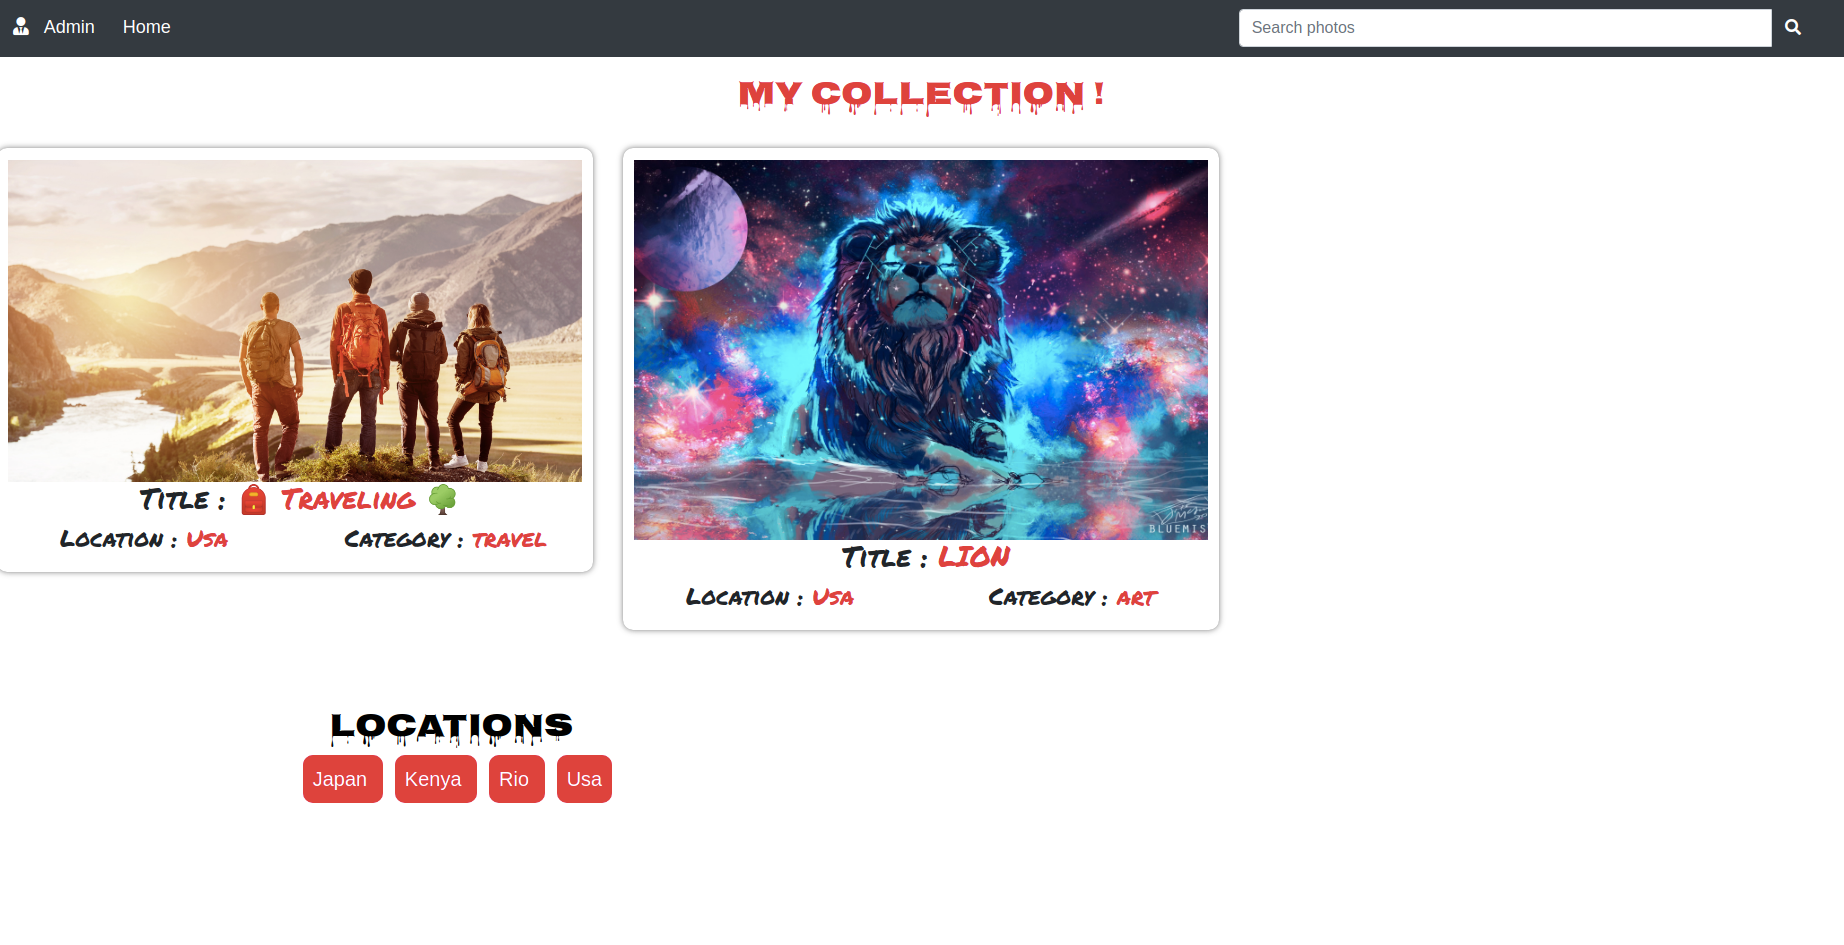 Admin Home Search photos
MY COLLECTION !
Title : 🎒 Traveling 🌳
Location : Usa Category : travel
BLUEMIS
Title : LION
Location : Usa Category : art
LOCATIONS
Japan Kenya Rio Usa